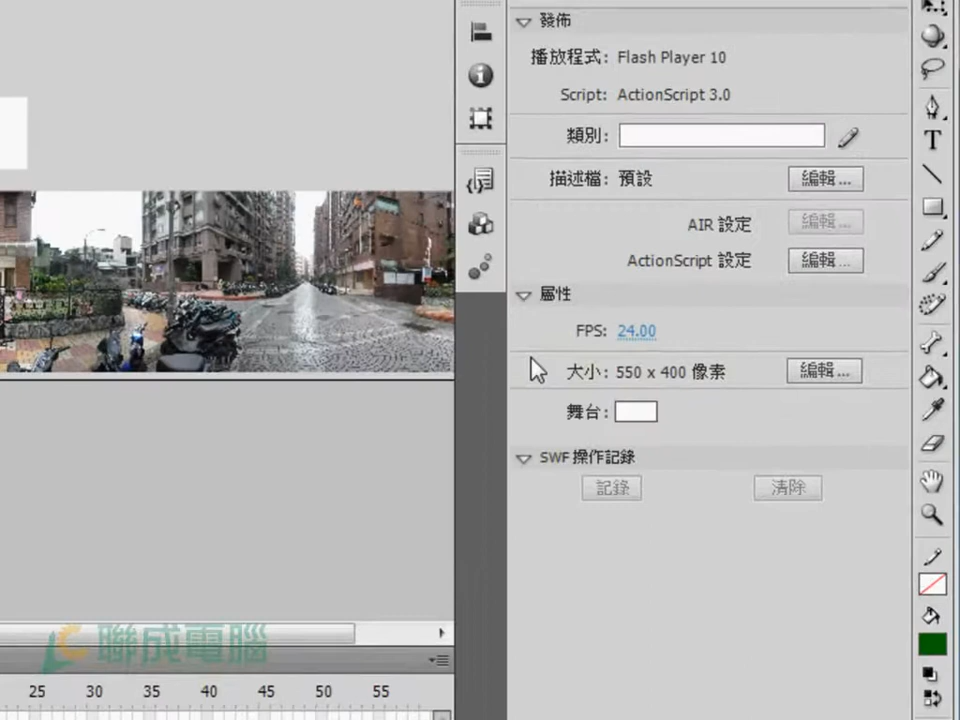 發佈
播放程式: Flash Player 10
Script: ActionScript 3.0
類別:
描述檔: 預設 編輯...
AIR 設定 編輯...
ActionScript 設定 編輯...
屬性
FPS: 24.00
大小: 550 x 400 像素 編輯...
舞台:
SWF 操作記錄
記錄 清除
聯成電腦
25 30 35 40 45 50 55